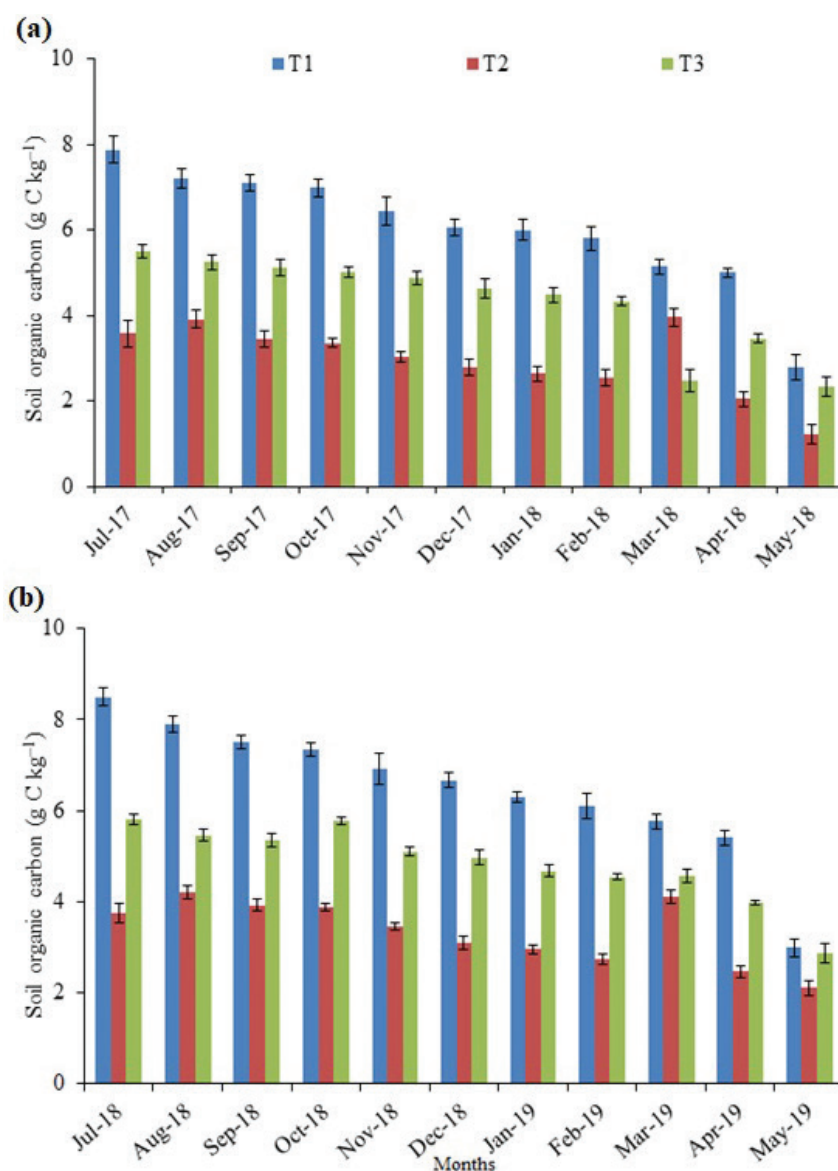 (a)
10
8
6
4
2
0
Soil organic carbon (g C kg⁻¹)
T1 T2 T3
Jul-17 Aug-17 Sep-17 Oct-17 Nov-17 Dec-17 Jan-18 Feb-18 Mar-18 Apr-18 May-18
(b)
10
8
6
4
2
0
Soil organic carbon (g C kg⁻¹)
Jul-18 Aug-18 Sep-18 Oct-18 Nov-18 Dec-18 Jan-19 Feb-19 Mar-19 Apr-19 May-19
Months